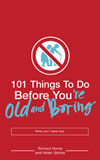 101 Things To Do
Before You're
Old and Boring
Write your name here
Richard Horne
and Helen Szirtes